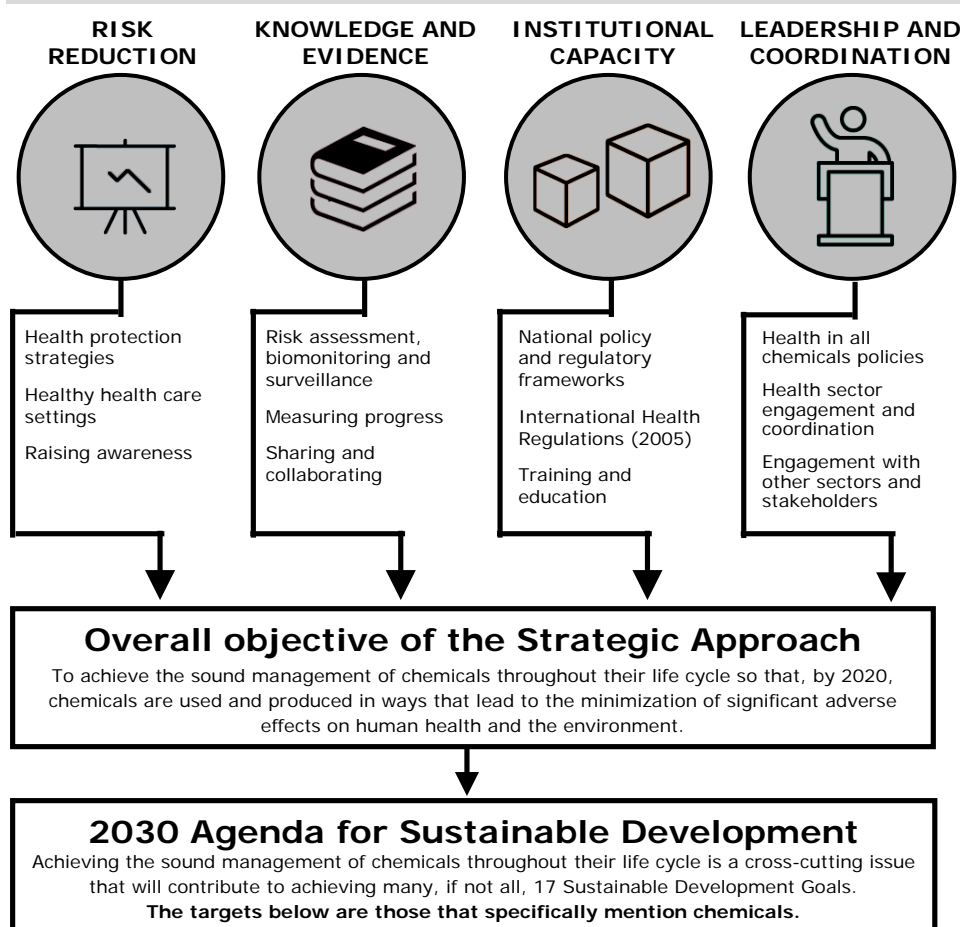 RISK
REDUCTION
KNOWLEDGE AND
EVIDENCE
INSTITUTIONAL
CAPACITY
LEADERSHIP AND
COORDINATION
Health protection
strategies
Healthy health care
settings
Raising awareness
Risk assessment,
biomonitoring and
surveillance
Measuring progress
Sharing and
collaborating
National policy
and regulatory
frameworks
International Health
Regulations (2005)
Training and
education
Health in all
chemicals policies
Health sector
engagement and
coordination
Engagement with
other sectors and
stakeholders
Overall objective of the Strategic Approach
To achieve the sound management of chemicals throughout their life cycle so that, by 2020,
chemicals are used and produced in ways that lead to the minimization of significant adverse
effects on human health and the environment.
2030 Agenda for Sustainable Development
Achieving the sound management of chemicals throughout their life cycle is a cross-cutting issue
that will contribute to achieving many, if not all, 17 Sustainable Development Goals.
The targets below are those that specifically mention chemicals.